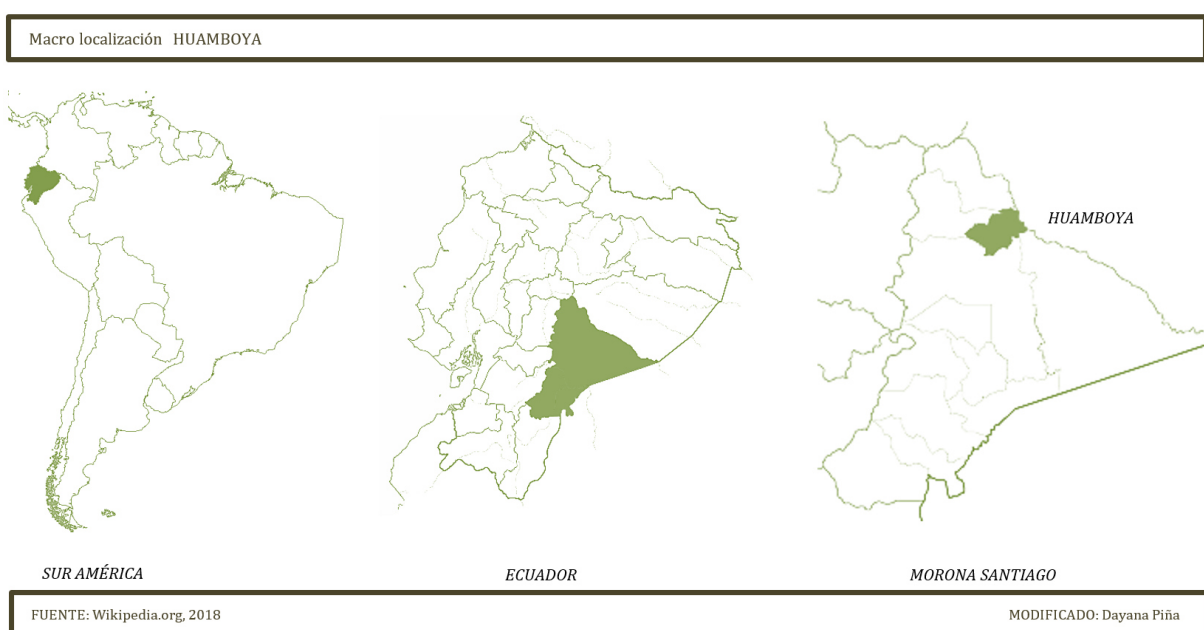 Macro localización HUAMBOYA
HUAMBOYA
SUR AMÉRICA
ECUADOR
MORONA SANTIAGO
FUENTE: Wikipedia.org, 2018
MODIFICADO: Dayana Piña